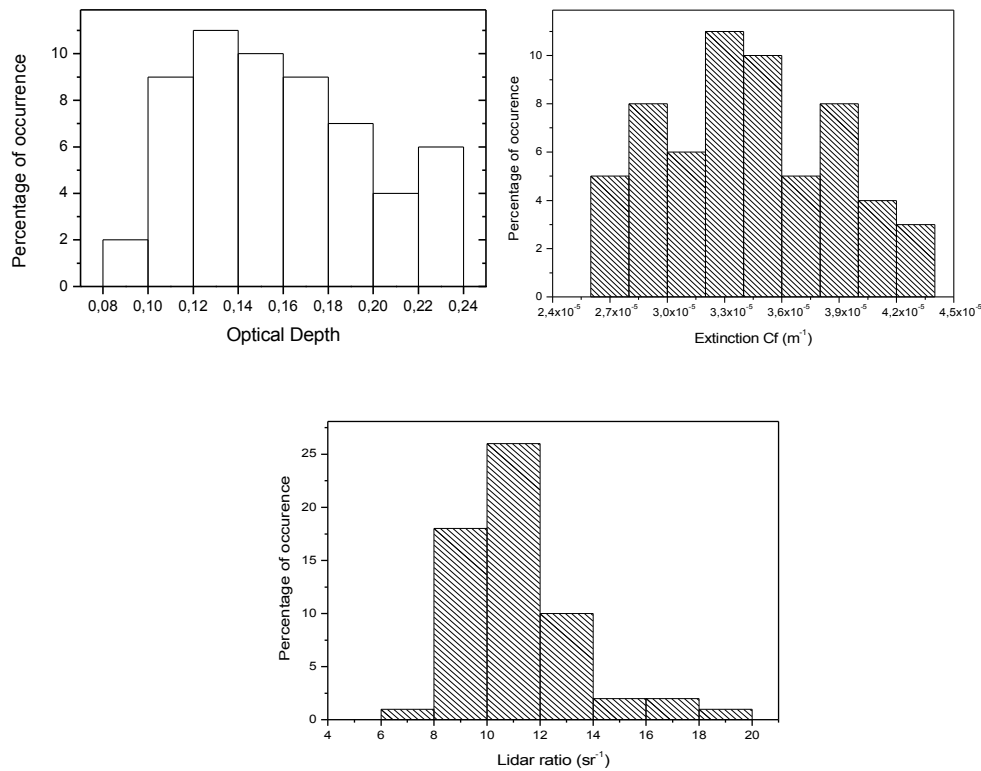 Percentage of occurrence
10
8
6
4
2
0
0,08 0,10 0,12 0,14 0,16 0,18 0,20 0,22 0,24
Optical Depth
Percentage of occurence
10
8
6
4
2
0
2,4x10⁻⁵ 2,7x10⁻⁵ 3,0x10⁻⁵ 3,3x10⁻⁵ 3,6x10⁻⁵ 3,9x10⁻⁵ 4,2x10⁻⁵ 4,5x10⁻⁵
Extinction Cf (m⁻¹)
Percentage of occurence
25
20
15
10
5
0
4 6 8 10 12 14 16 18 20
Lidar ratio (sr⁻¹)